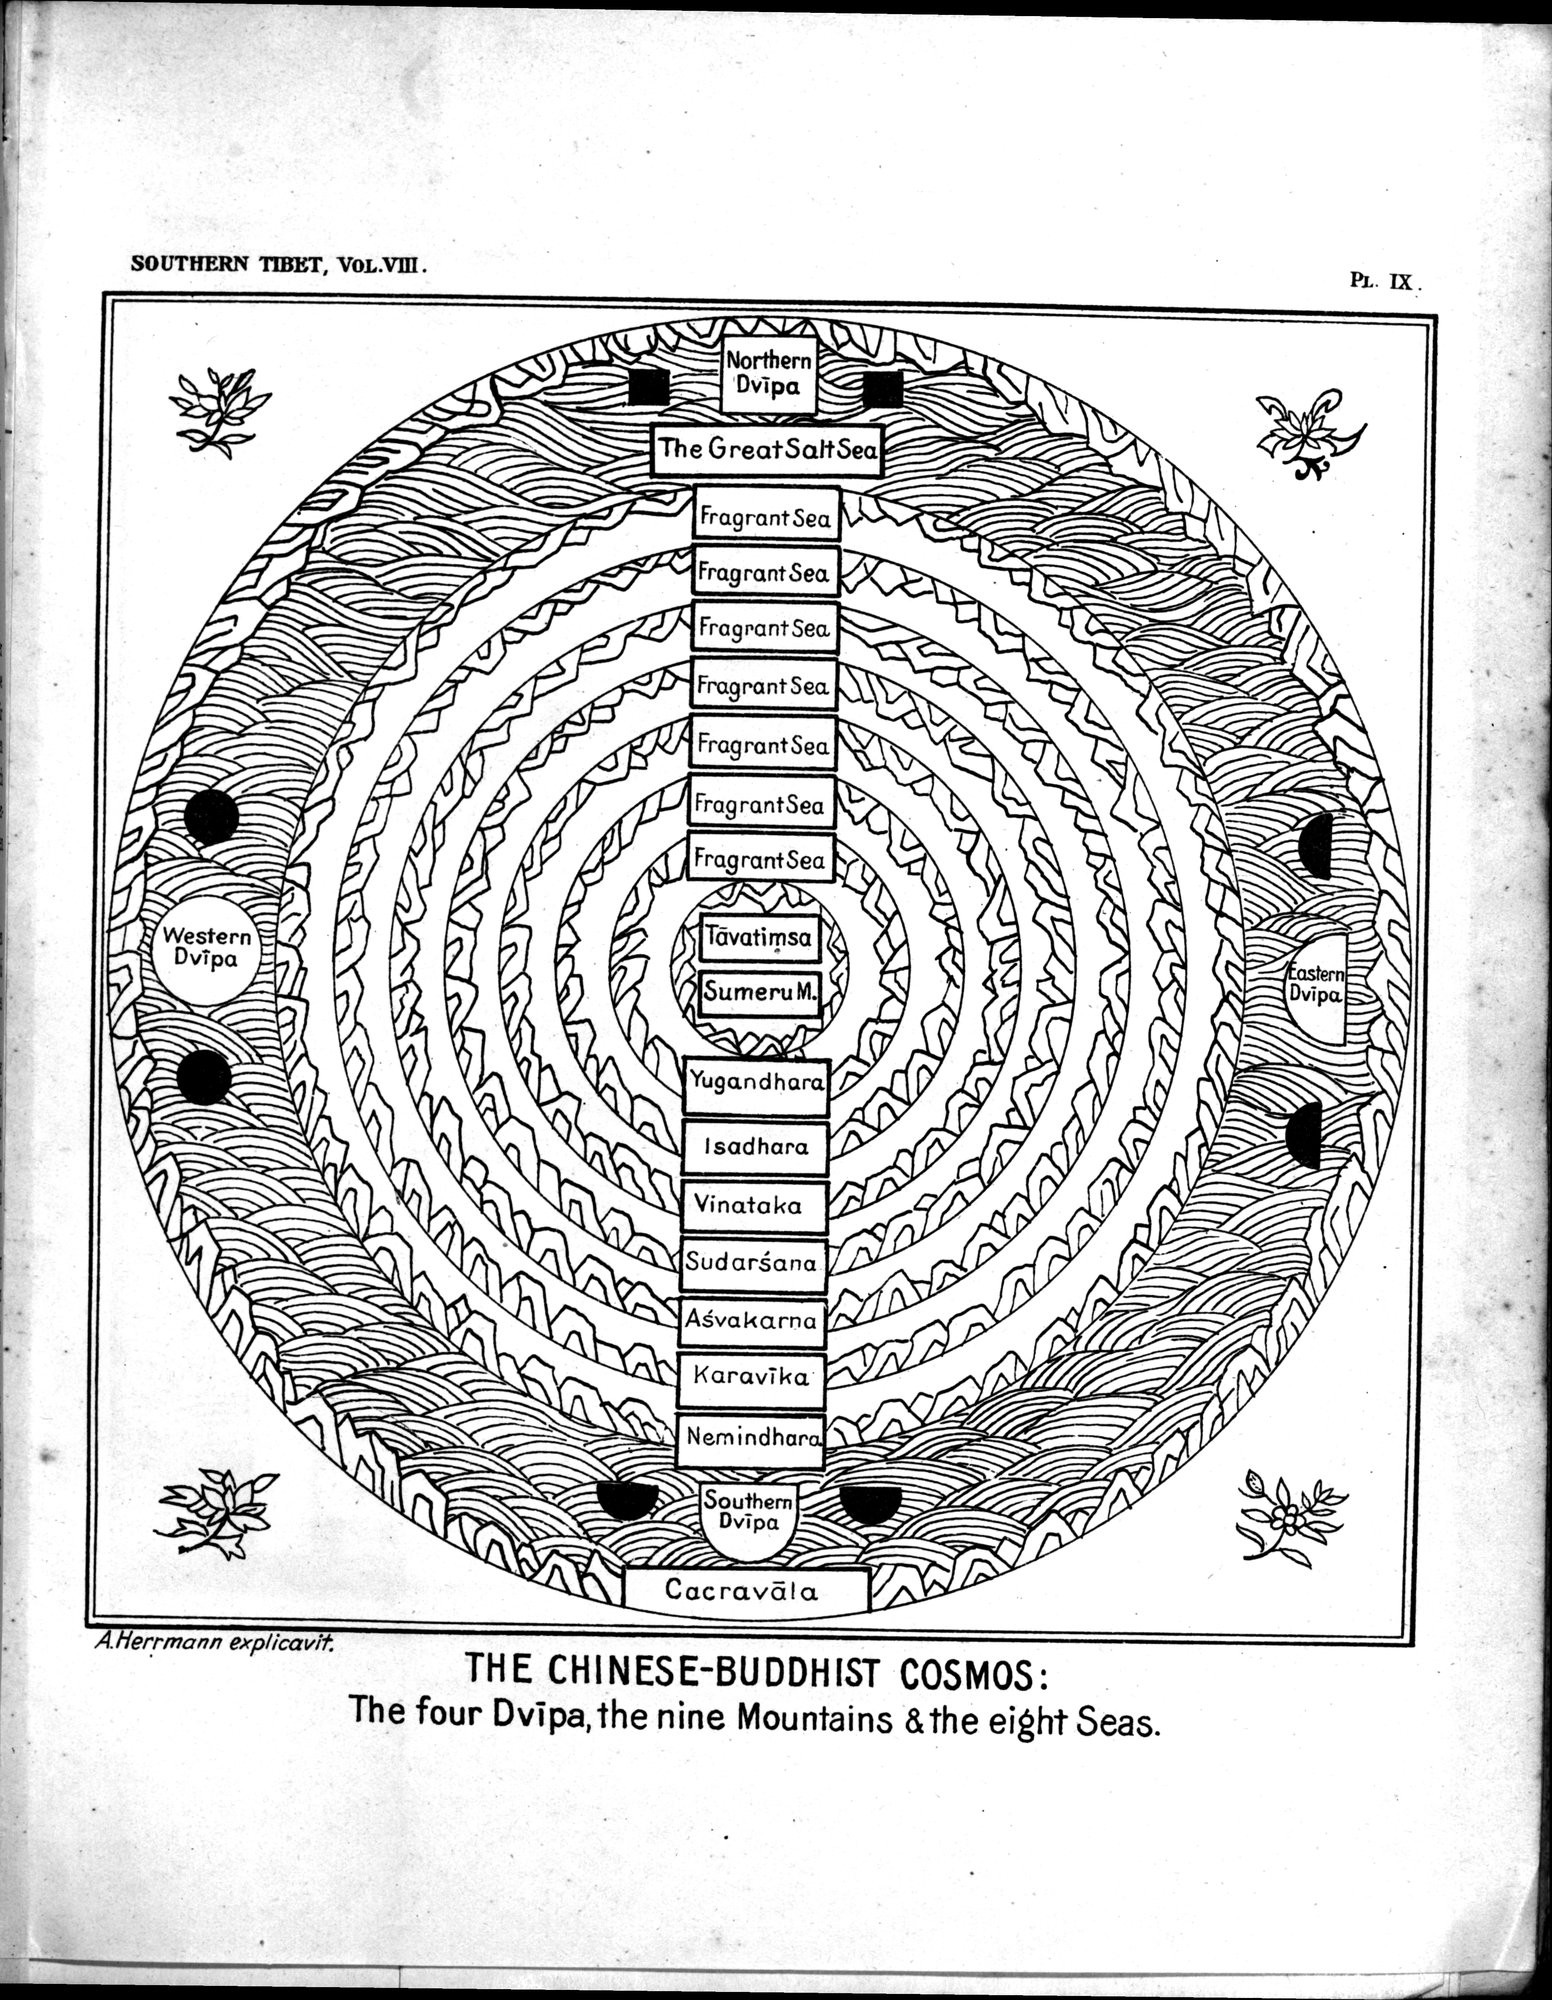 SOUTHERN TIBET, VOL.VIII.
PL. IX.
Northern
Dvīpa
The Great Salt Sea
Fragrant Sea
Fragrant Sea
Fragrant Sea
Fragrant Sea
Fragrant Sea
Fragrant Sea
Fragrant Sea
Tāvatiṃsa
Sumeru M.
Western
Dvīpa
Eastern
Dvīpa
Yugandhara
Isadhara
Vinataka
Sudarśana
Aśvakarṇa
Karavīka
Nemindhara
Southern
Dvīpa
Cacravāla
A.Herrmann explicavit.
THE CHINESE-BUDDHIST COSMOS:
The four Dvīpa, the nine Mountains & the eight Seas.